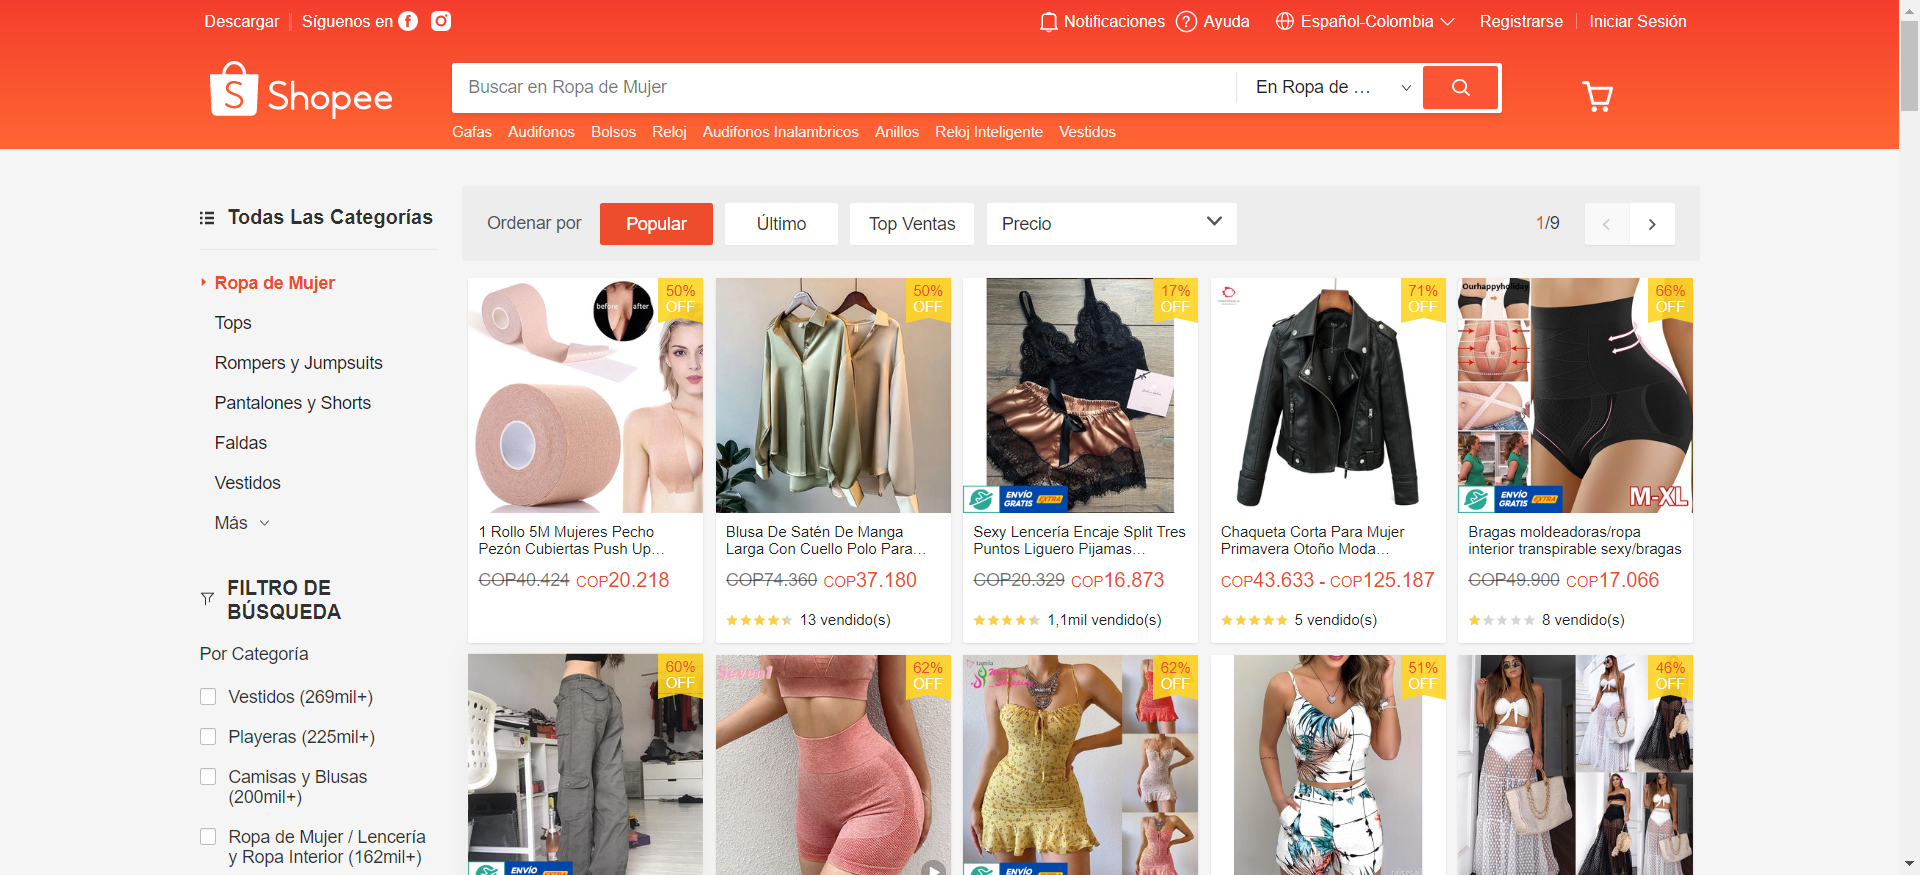 Descargar
Síguenos en
Notificaciones
Ayuda
Español-Colombia
Registrarse
Iniciar Sesión
S
Shopee
Buscar en Ropa de Mujer
En Ropa de ...
Gafas
Audifonos
Bolsos
Reloj
Audifonos Inalambricos
Anillos
Reloj Inteligente
Vestidos
Todas Las Categorías
Ropa de Mujer
Tops
Rompers y Jumpsuits
Pantalones y Shorts
Faldas
Vestidos
Más
FILTRO DE
BÚSQUEDA
Por Categoría
Vestidos (269mil+)
Playeras (225mil+)
Camisas y Blusas
(200mil+)
Ropa de Mujer / Lencería
y Ropa Interior (162mil+)
Ordenar por
Popular
Último
Top Ventas
Precio
1/9
before
after
50%
OFF
1 Rollo 5M Mujeres Pecho
Pezón Cubiertas Push Up...
COP40.424 COP20.218
50%
OFF
Blusa De Satén De Manga
Larga Con Cuello Polo Para...
COP74.360 COP37.180
13 vendido(s)
17%
OFF
ENVÍO
GRATIS
EXTRA
Sexy Lencería Encaje Split Tres
Puntos Liguero Pijamas...
COP20.329 COP16.873
1,1mil vendido(s)
71%
OFF
Chaqueta Corta Para Mujer
Primavera Otoño Moda...
COP43.633 - COP125.187
5 vendido(s)
Ourhappyholiday
66%
OFF
ENVÍO
GRATIS
EXTRA
M-XL
Bragas moldeadoras/ropa
interior transpirable sexy/bragas
COP49.900 COP17.066
8 vendido(s)
60%
OFF
ENVÍO
Seven1
62%
OFF
62%
OFF
ENVÍO
51%
OFF
46%
OFF